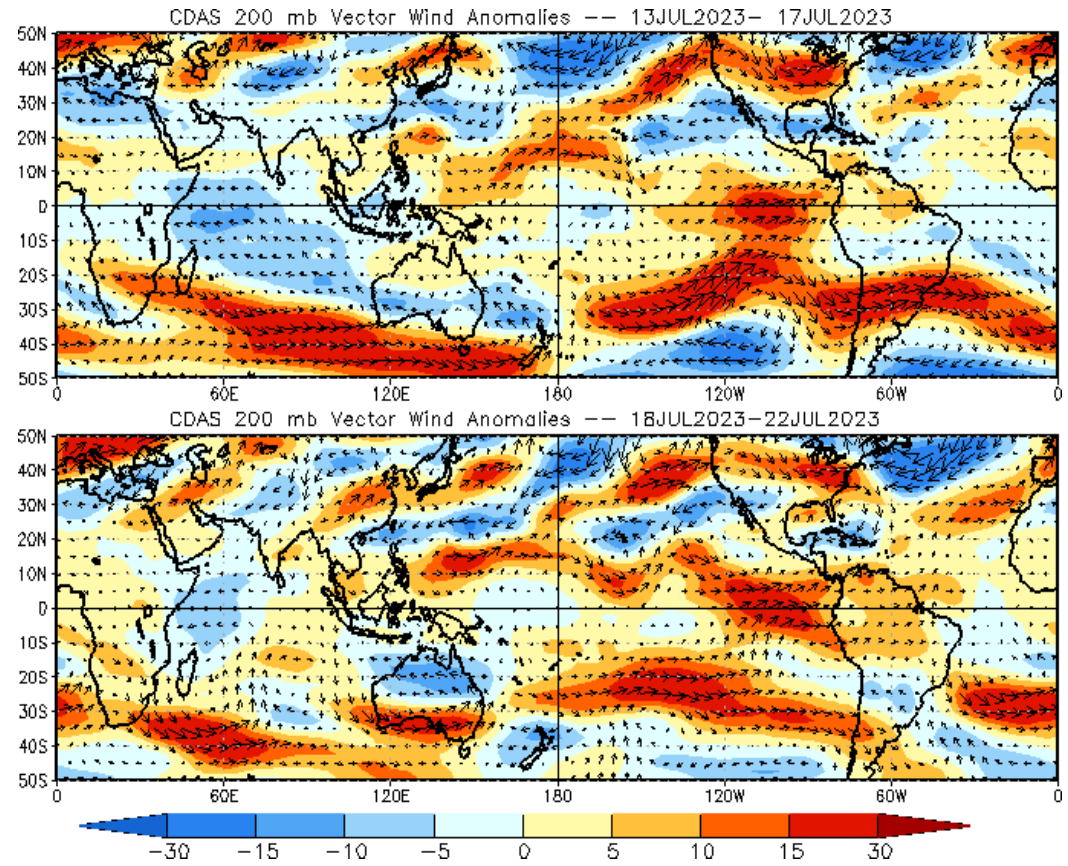 CDAS 200 mb Vector Wind Anomalies -- 13JUL2023- 17JUL2023
50N
40N
30N
20N
10N
0
10S
20S
30S
40S
50S
0 60E 120E 180 120W 60W 0
CDAS 200 mb Vector Wind Anomalies -- 18JUL2023-22JUL2023
50N
40N
30N
20N
10N
0
10S
20S
30S
40S
50S
0 60E 120E 180 120W 60W 0
-30 -15 -10 -5 0 5 10 15 30